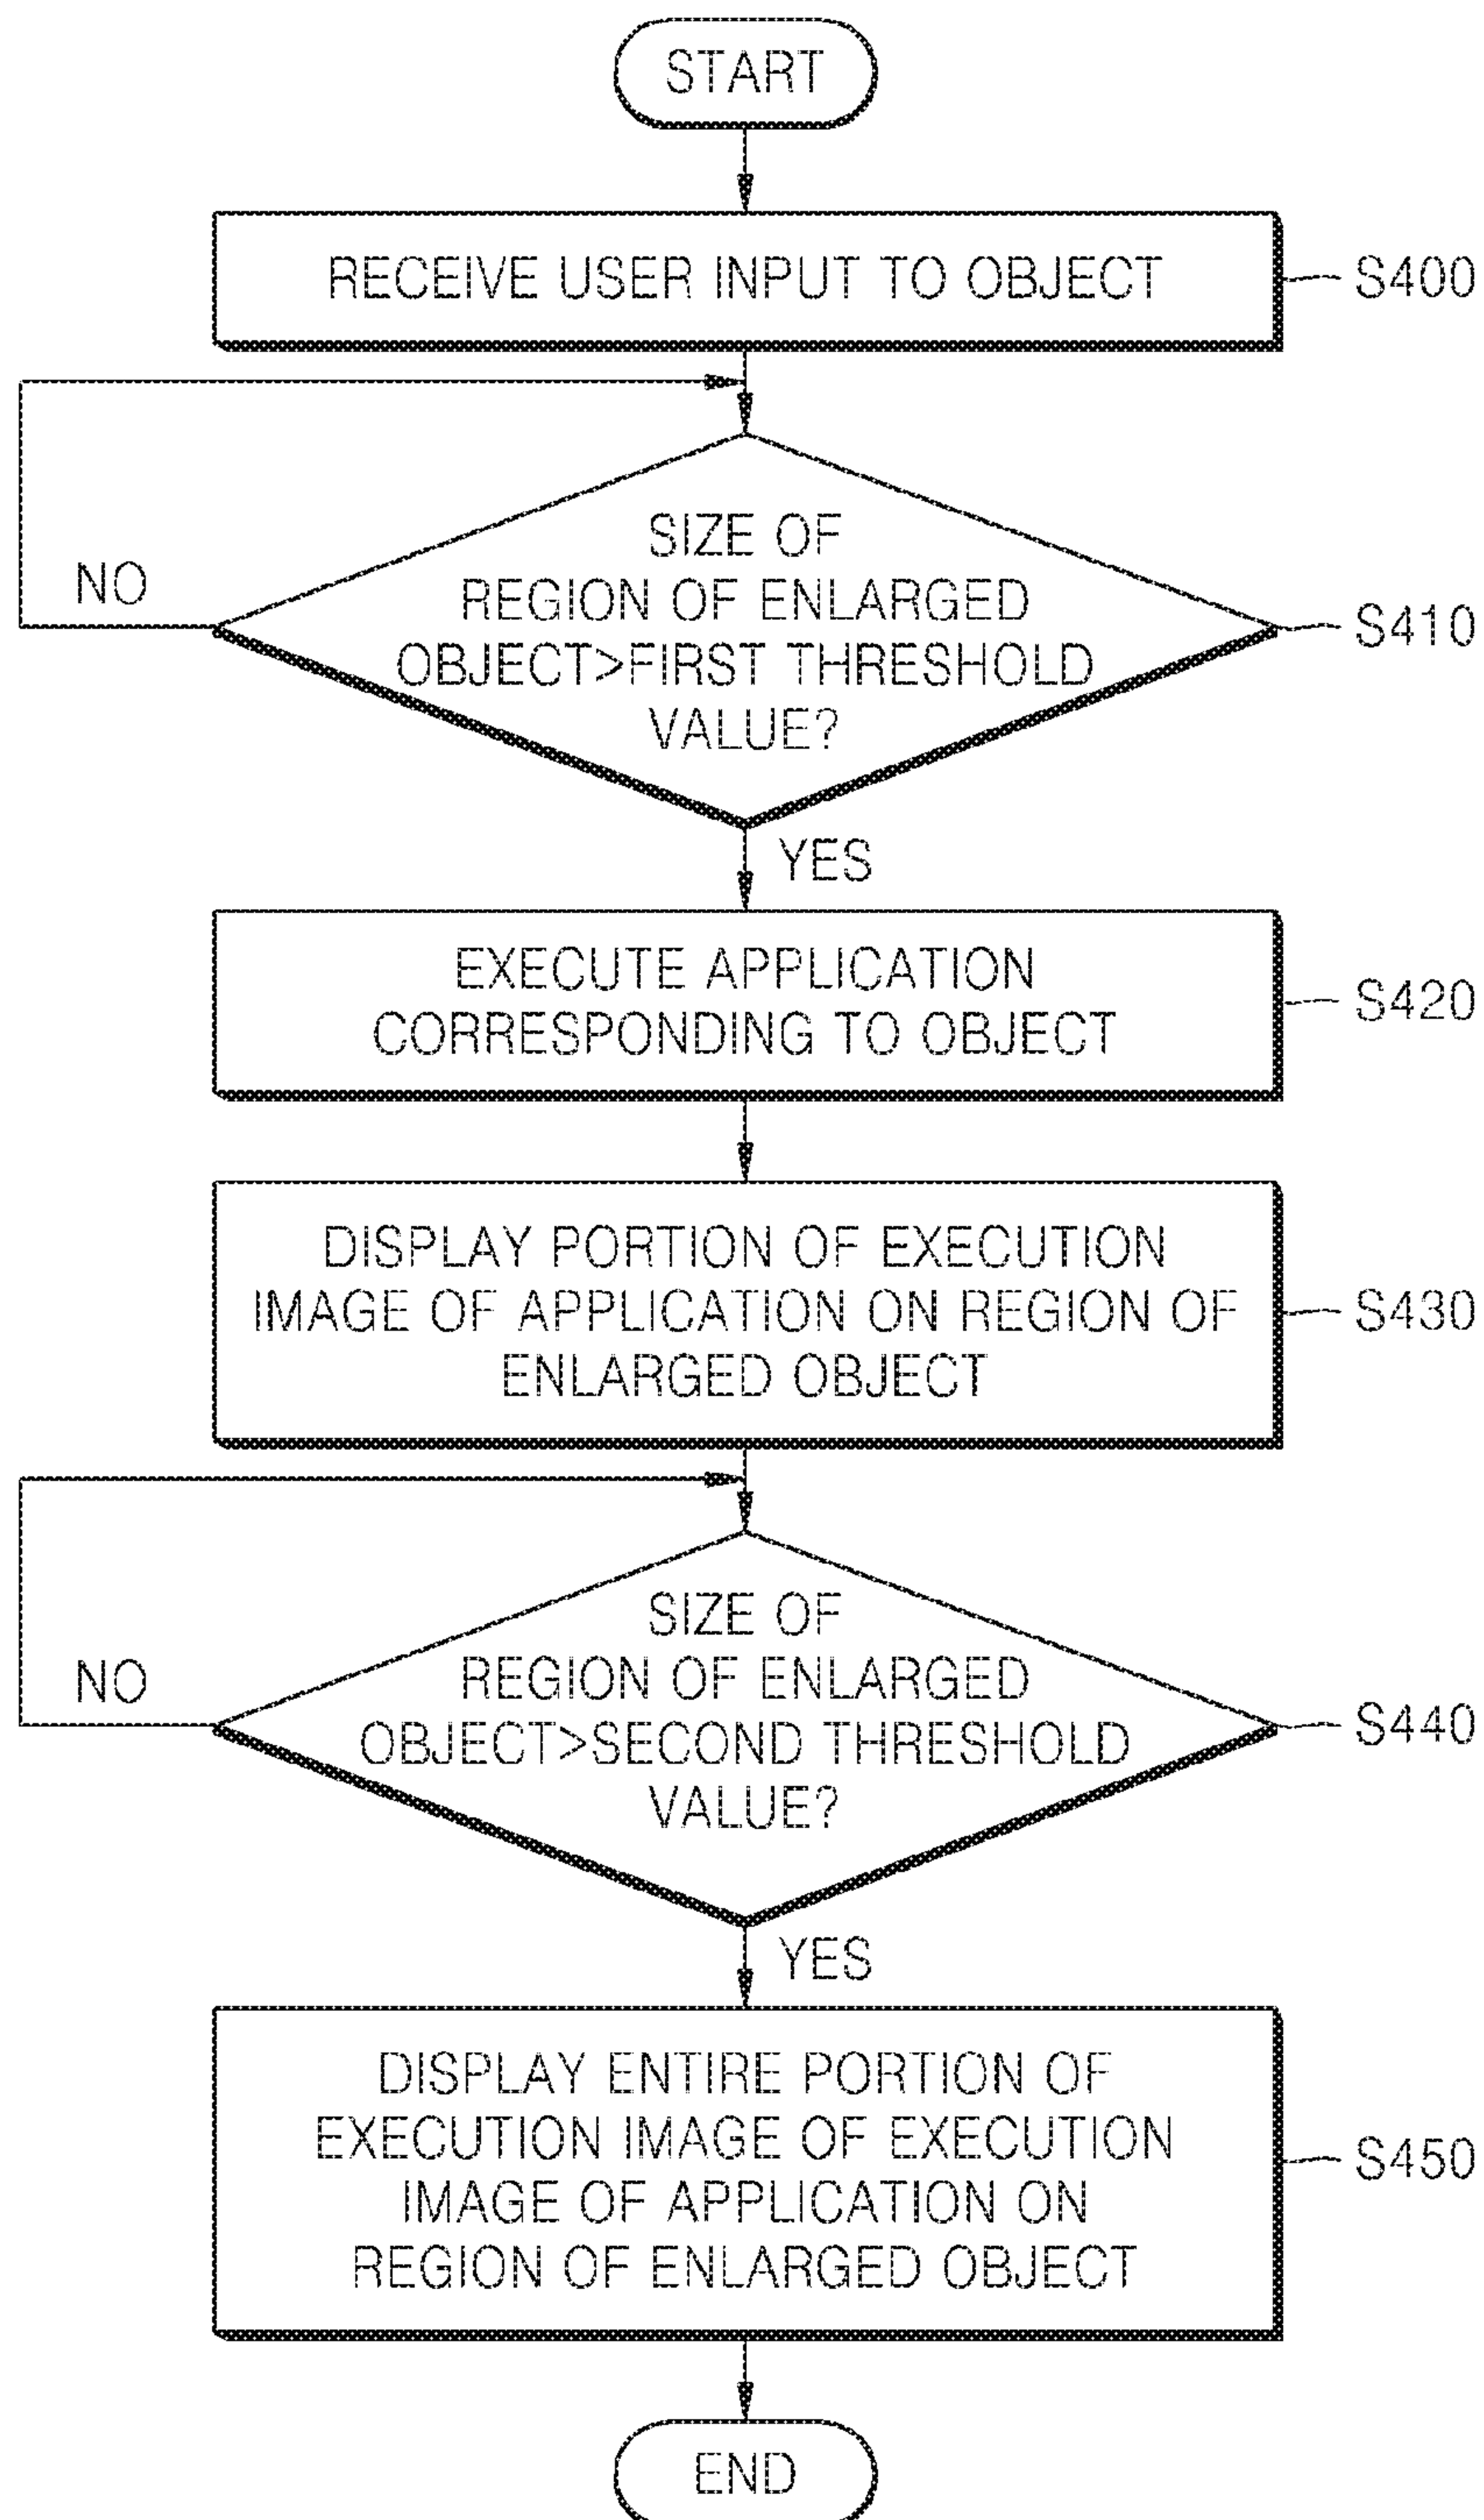 START
RECEIVE USER INPUT TO OBJECT
S400
SIZE OF
REGION OF ENLARGED
OBJECT>FIRST THRESHOLD
VALUE?
NO
S410
YES
EXECUTE APPLICATION
CORRESPONDING TO OBJECT
S420
DISPLAY PORTION OF EXECUTION
IMAGE OF APPLICATION ON REGION OF
ENLARGED OBJECT
S430
SIZE OF
REGION OF ENLARGED
OBJECT>SECOND THRESHOLD
VALUE?
NO
S440
YES
DISPLAY ENTIRE PORTION OF
EXECUTION IMAGE OF EXECUTION
IMAGE OF APPLICATION ON
REGION OF ENLARGED OBJECT
S450
END